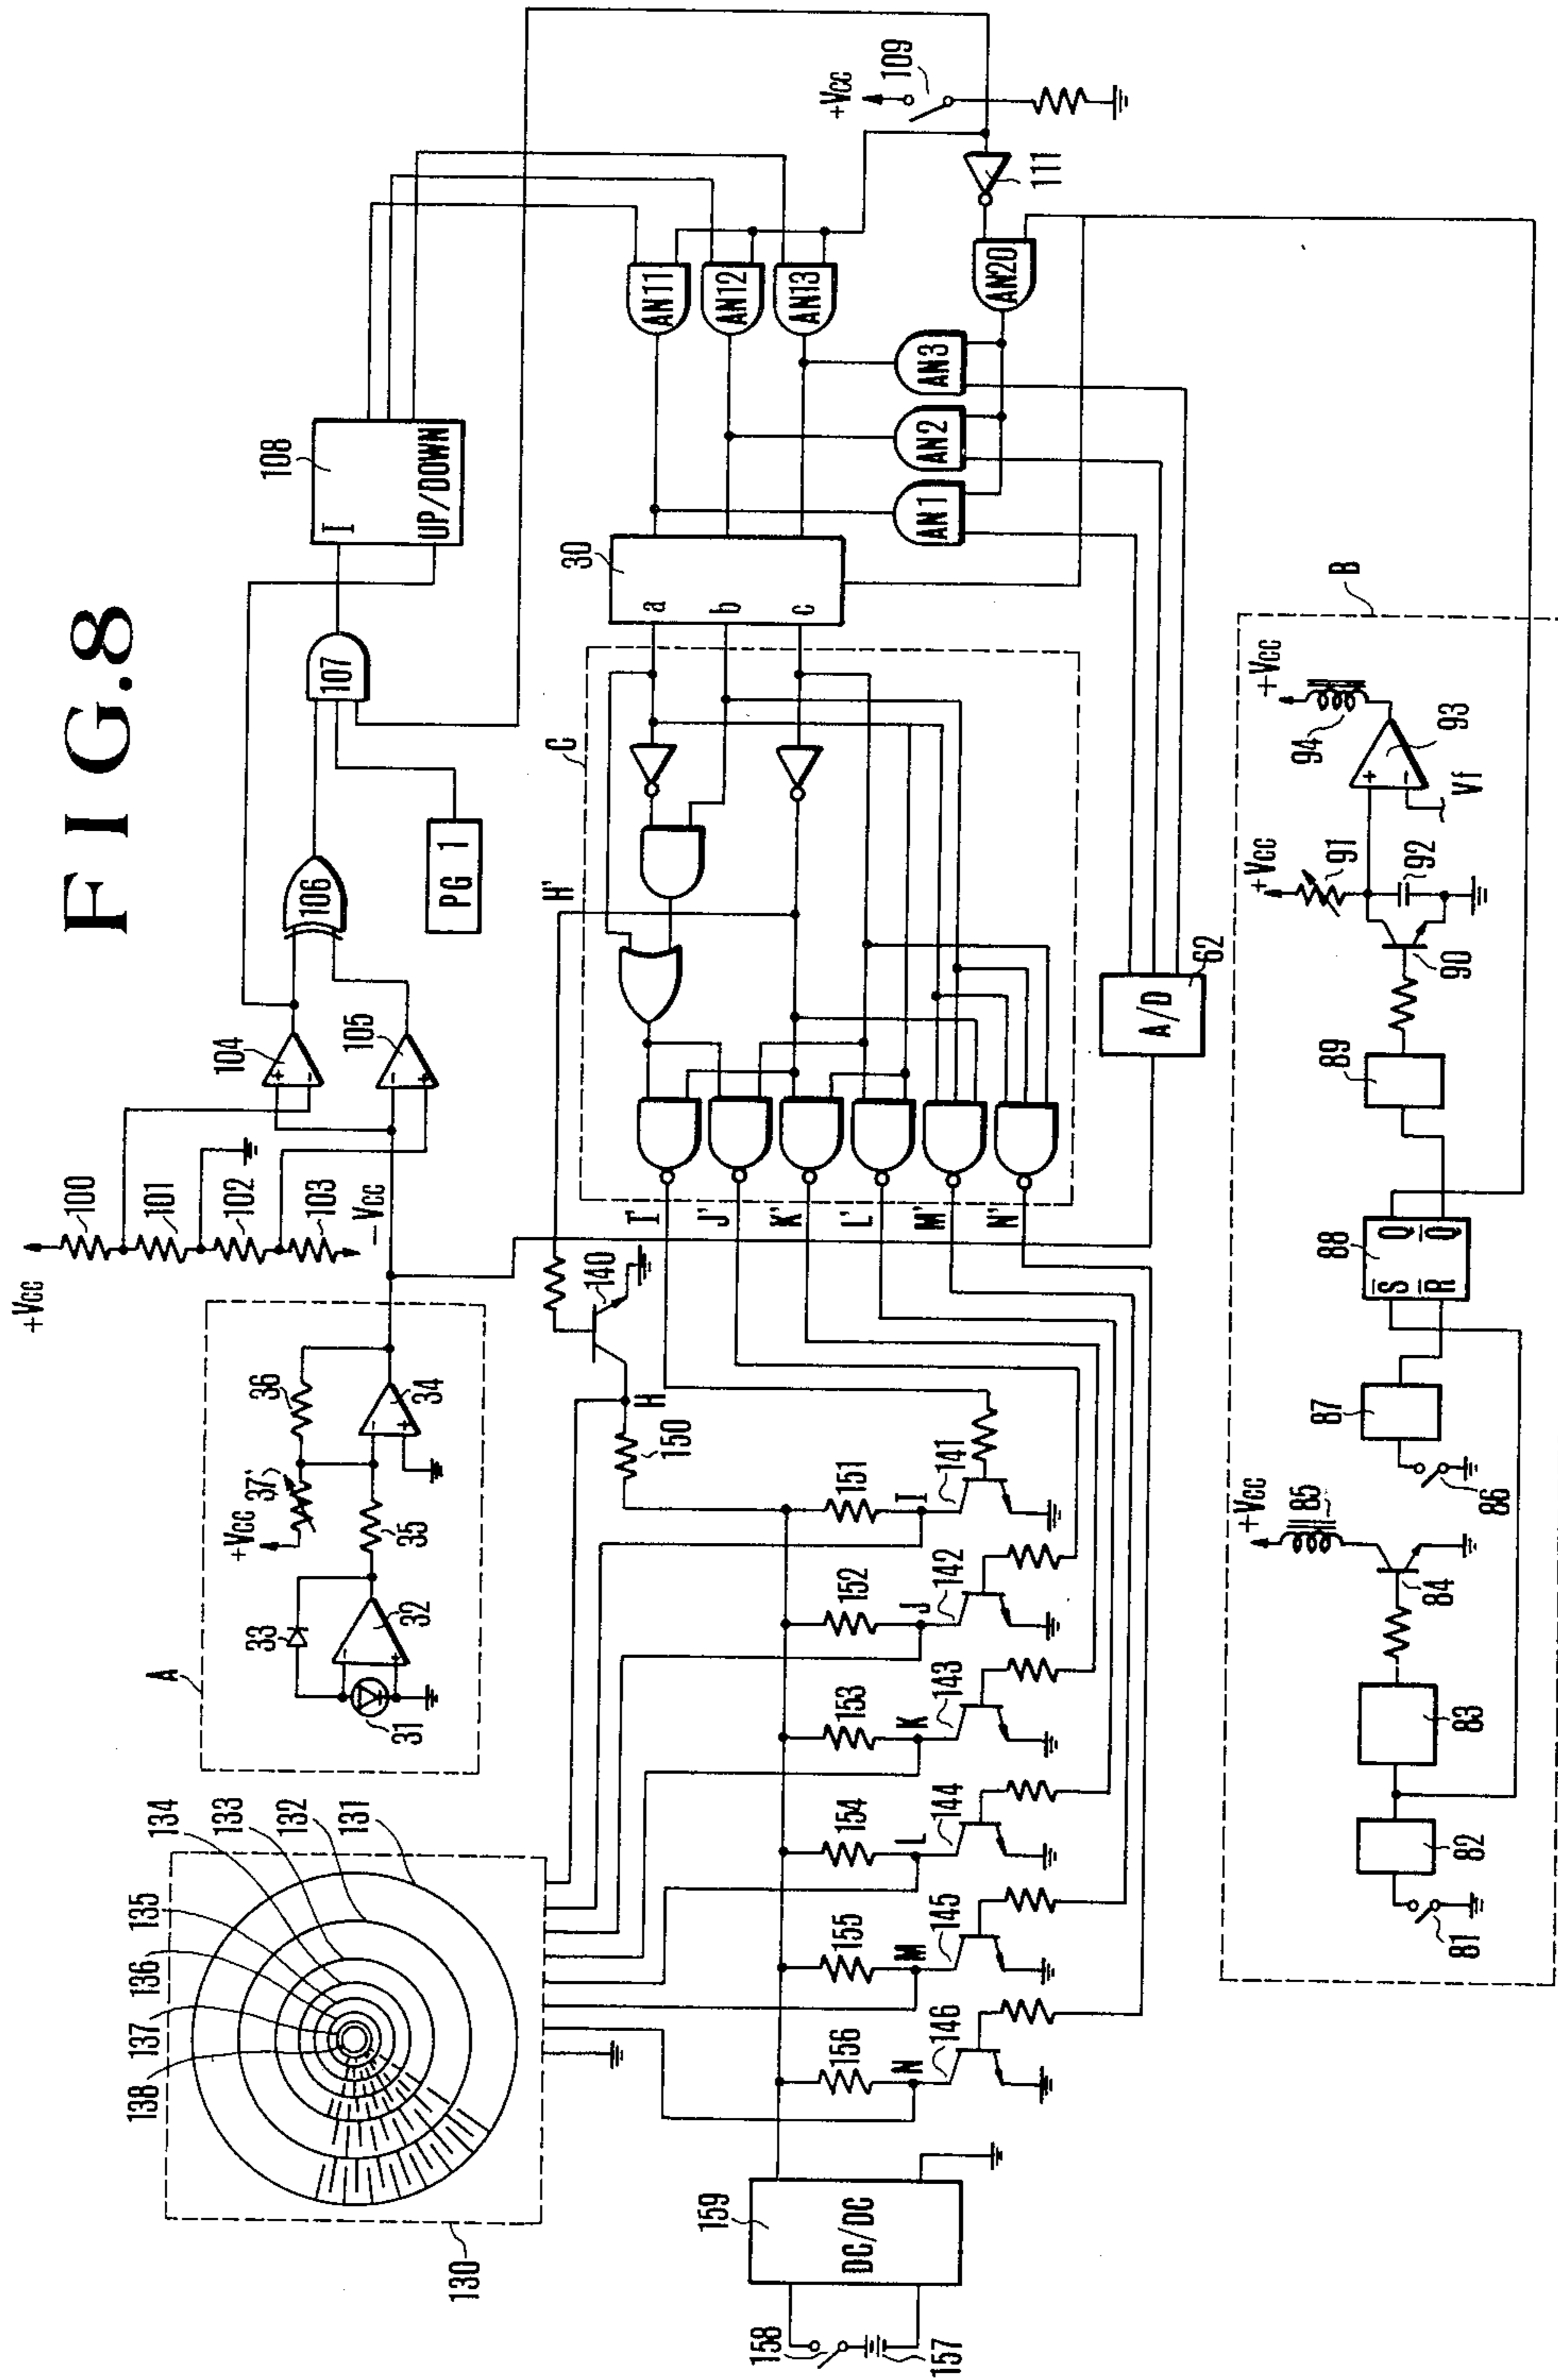 FIG.8
+Vcc
100
101
102
103
-Vcc
104
+
-
105
-
+
106
107
PG 1
108
I
UP/DOWN
+Vcc
109
111
AN11
AN12
AN13
AN20
AN3
AN2
AN1
30
a
b
c
C
H'
I'
J'
K'
L'
M'
N'
A/D
62
A
31
32
-
+
33
+Vcc
37'
35
36
34
-
+
140
H
150
134
133
132
131
135
136
137
138
130
151
152
153
154
155
156
I
J
K
L
M
N
141
142
143
144
145
146
159
DC/DC
158
157
B
81
82
83
84
+Vcc
85
86
87
88
S
Q
R
Q
89
90
+Vcc
91
92
+
-
Vf
93
+Vcc
94